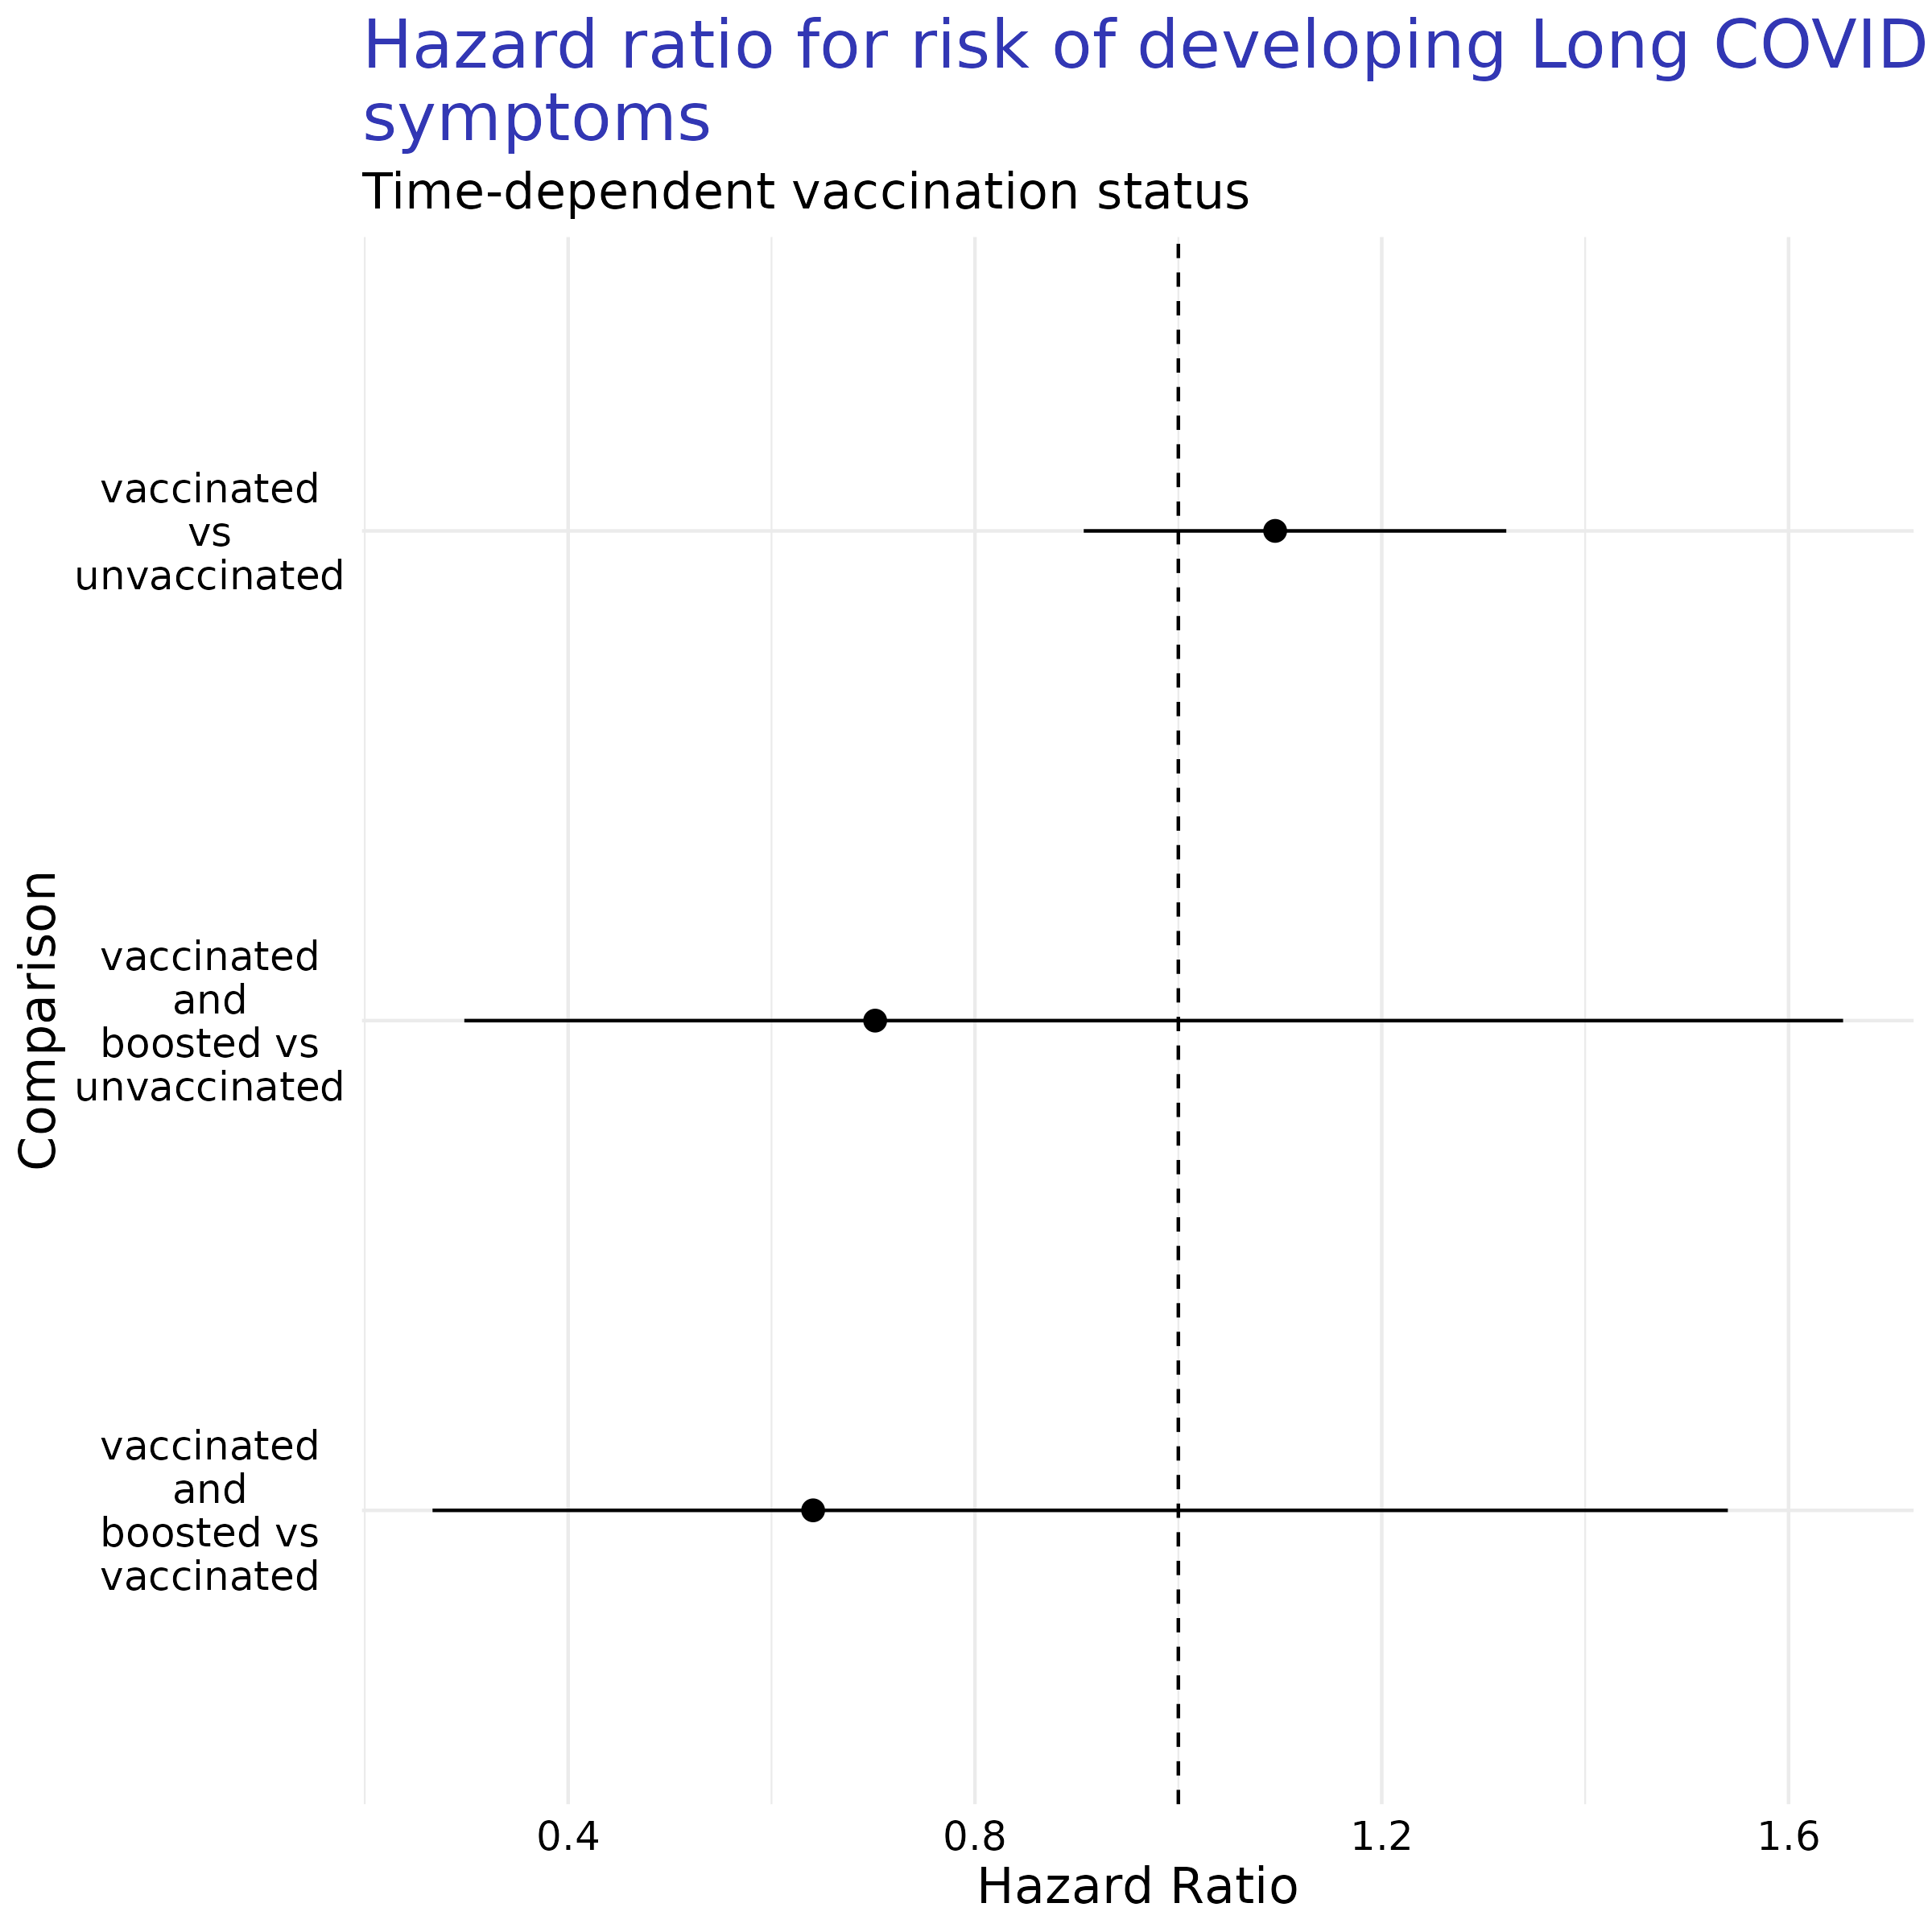 Hazard ratio for risk of developing Long COVID
symptoms
Time-dependent vaccination status
Comparison
vaccinated
vs
unvaccinated
vaccinated
and
boosted vs
unvaccinated
vaccinated
and
boosted vs
vaccinated
0.4 0.8 1.2 1.6
Hazard Ratio